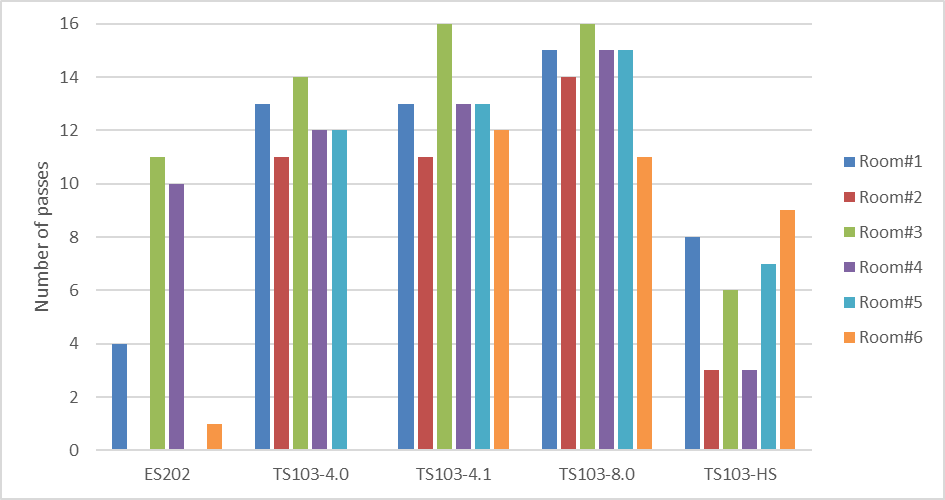 Number of passes
16
14
12
10
8
6
4
2
0
ES202 TS103-4.0 TS103-4.1 TS103-8.0 TS103-HS
Room#1
Room#2
Room#3
Room#4
Room#5
Room#6